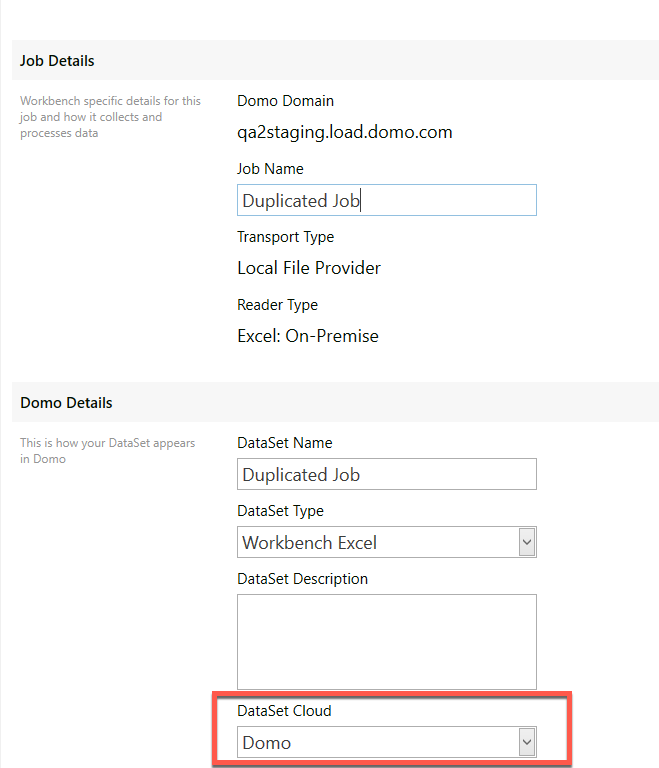 Job Details
Workbench specific details for this
job and how it collects and
processes data
Domo Domain
qa2staging.load.domo.com
Job Name
Duplicated Job
Transport Type
Local File Provider
Reader Type
Excel: On-Premise
Domo Details
This is how your DataSet appears
in Domo
DataSet Name
Duplicated Job
DataSet Type
Workbench Excel
DataSet Description
DataSet Cloud
Domo